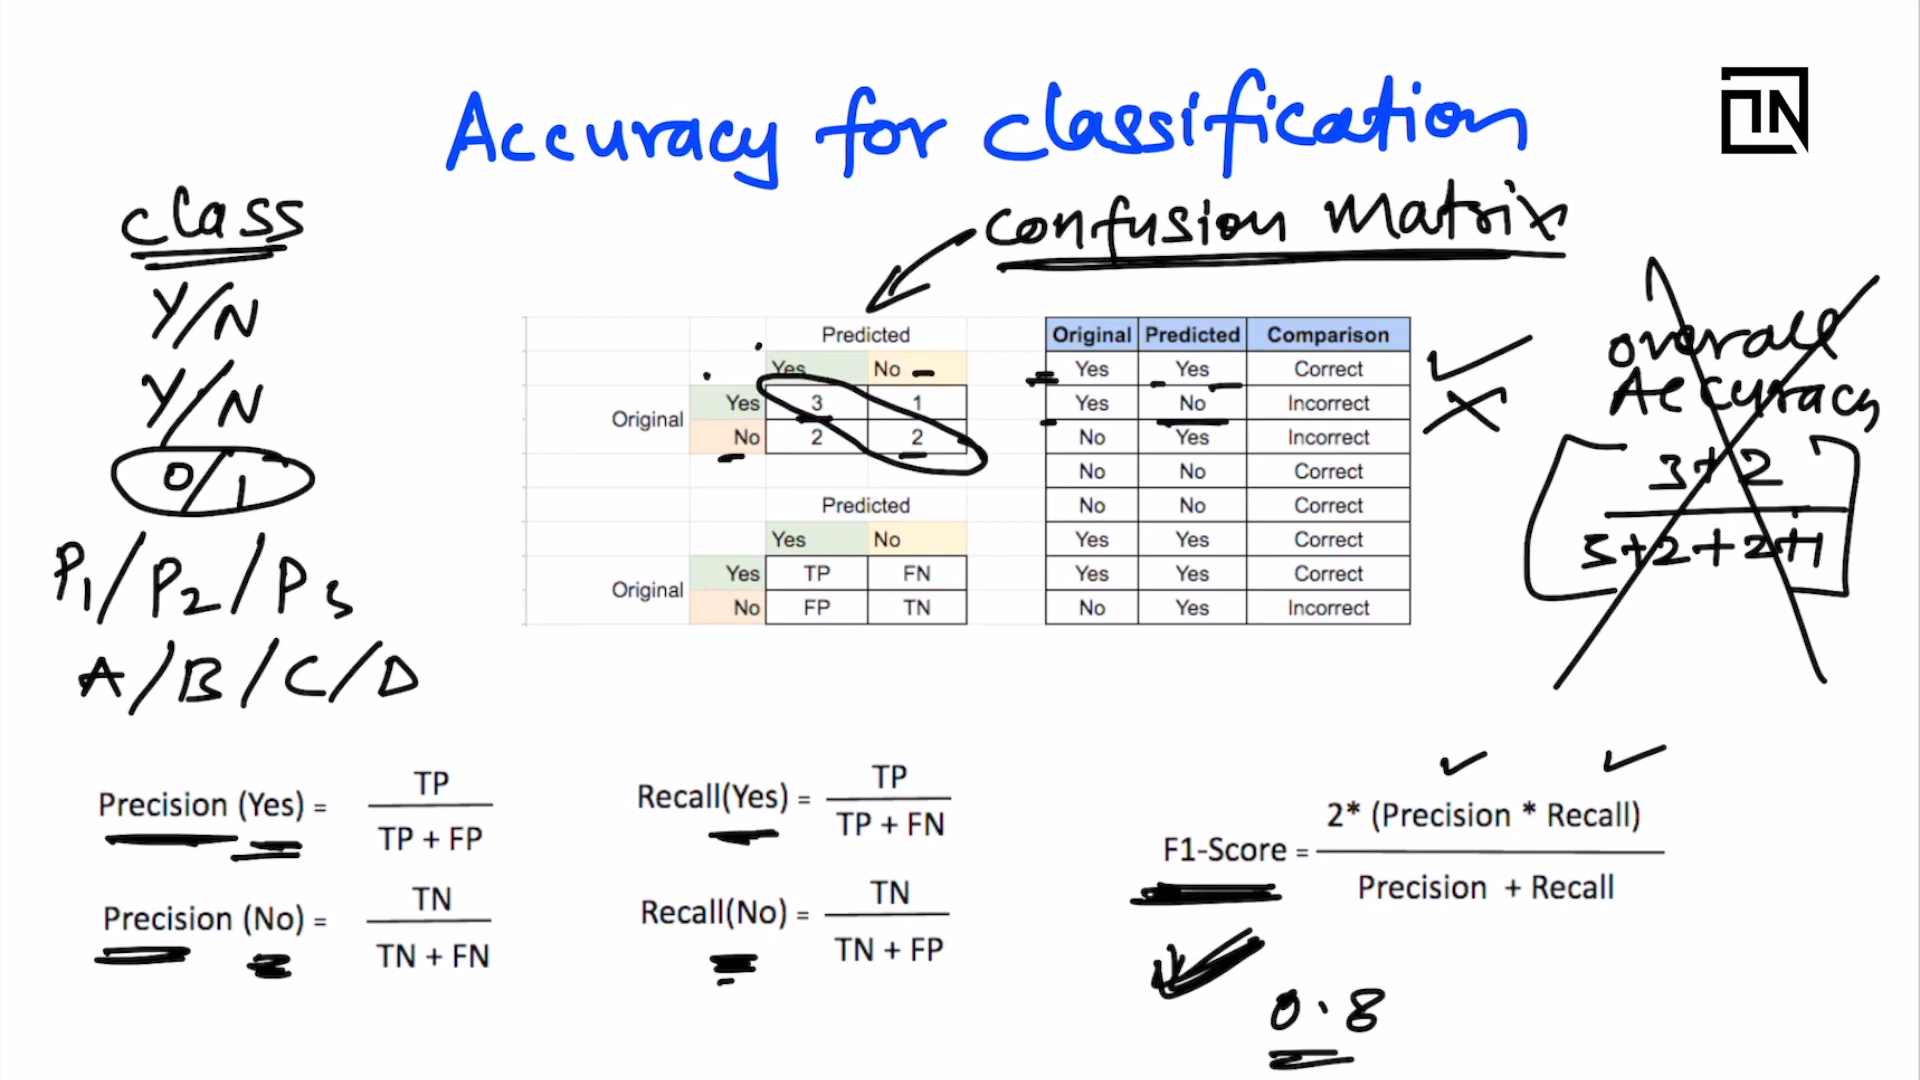 Accuracy for classification
class
Y/N
Y/N
0/1
P1/P2/P3
A/B/C/D
confusion Matrix
Predicted
Yes No
Original Yes 3 1
No 2 2
Predicted
Yes No
Original Yes TP FN
No FP TN
Original Predicted Comparison
Yes Yes Correct
Yes No Incorrect
No Yes Incorrect
No No Correct
No No Correct
Yes Yes Correct
Yes Yes Correct
No Yes Incorrect
overall
Accuracy
3+2
3+2+2+1
Precision (Yes) = TP
TP + FP
Precision (No) = TN
TN + FN
Recall(Yes) = TP
TP + FN
Recall(No) = TN
TN + FP
F1-Score = 2* (Precision * Recall)
Precision + Recall
0.8